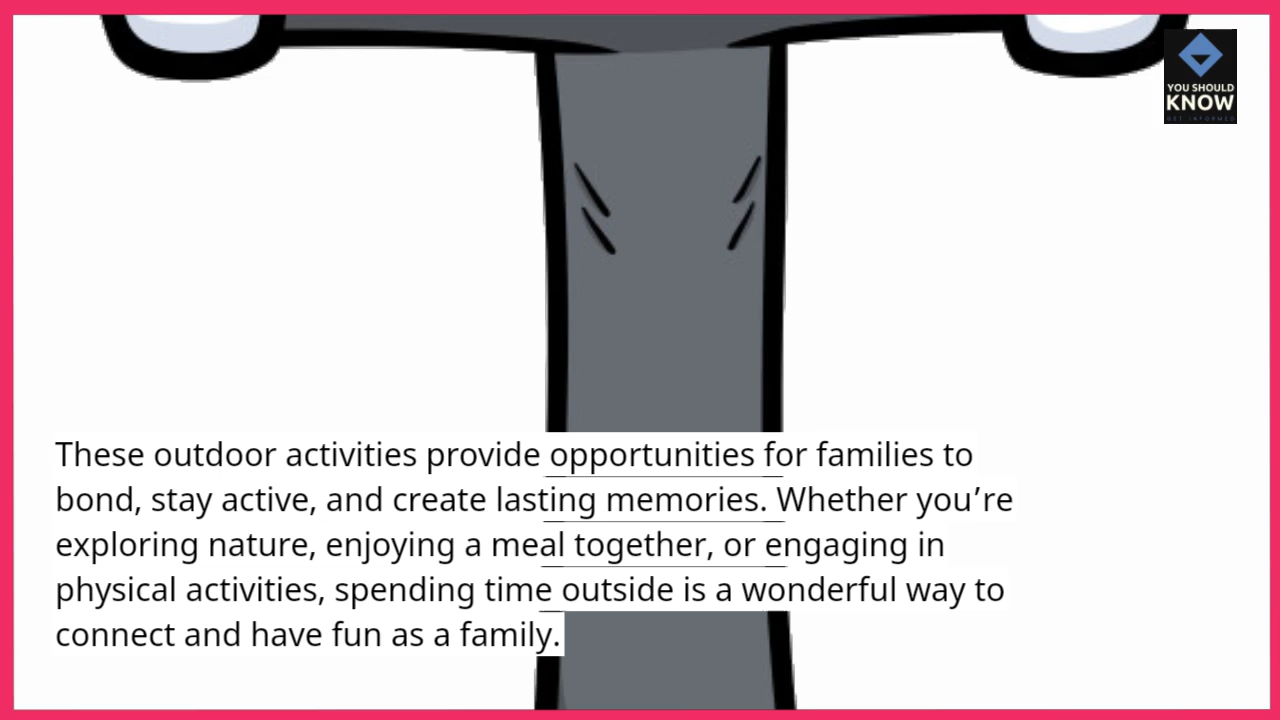 YOU SHOULD
KNOW
GET INFORMED
These outdoor activities provide opportunities for families to
bond, stay active, and create lasting memories. Whether you’re
exploring nature, enjoying a meal together, or engaging in
physical activities, spending time outside is a wonderful way to
connect and have fun as a family.